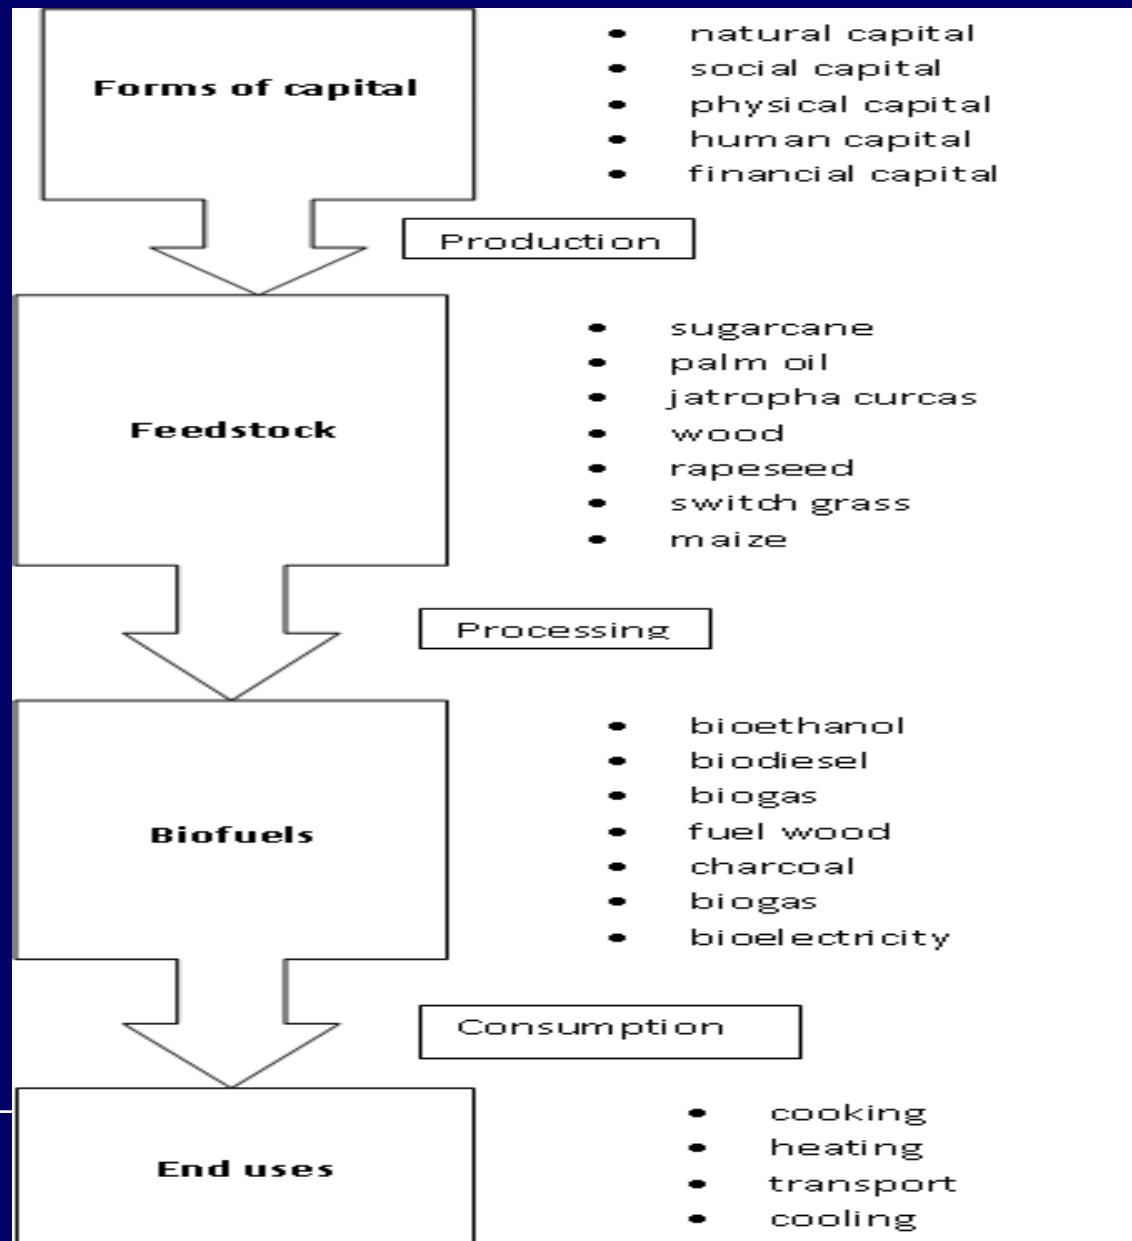 Forms of capital
• natural capital
• social capital
• physical capital
• human capital
• financial capital
Production
Feedstock
• sugarcane
• palm oil
• jatropha curcas
• wood
• rapeseed
• switch grass
• maize
Processing
Biofuels
• bioethanol
• biodiesel
• biogas
• fuel wood
• charcoal
• biogas
• bioelectricity
Consumption
End uses
• cooking
• heating
• transport
• cooling